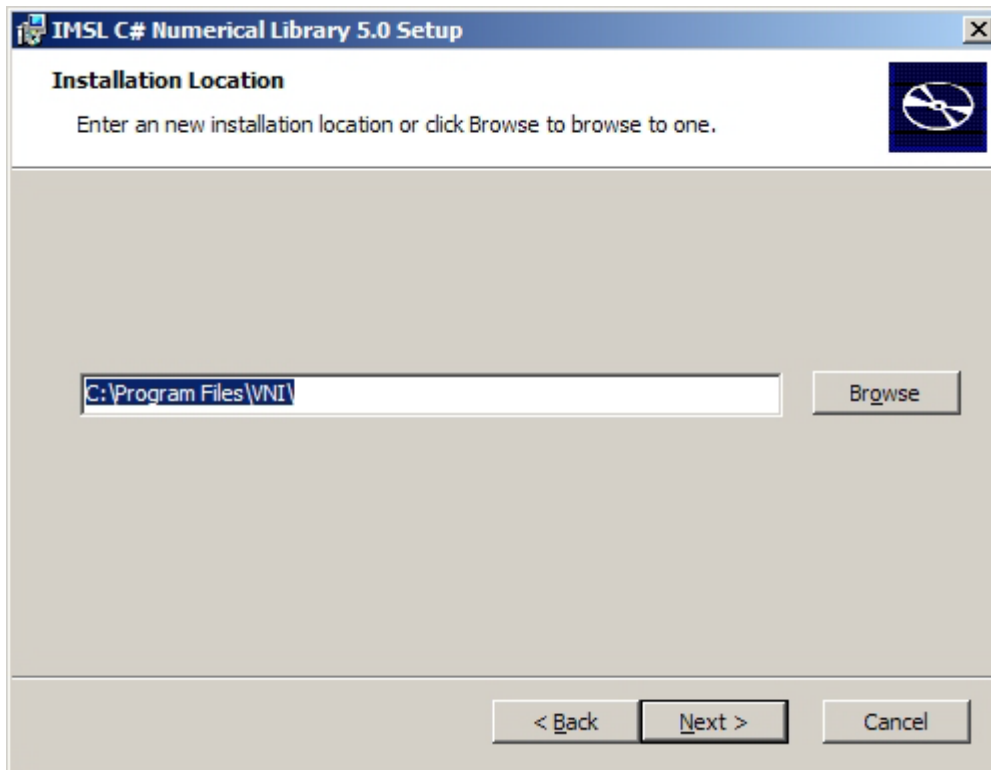 IMSL C# Numerical Library 5.0 Setup
Installation Location
Enter an new installation location or click Browse to browse to one.
C:\Program Files\VNI\
Browse
< Back
Next >
Cancel